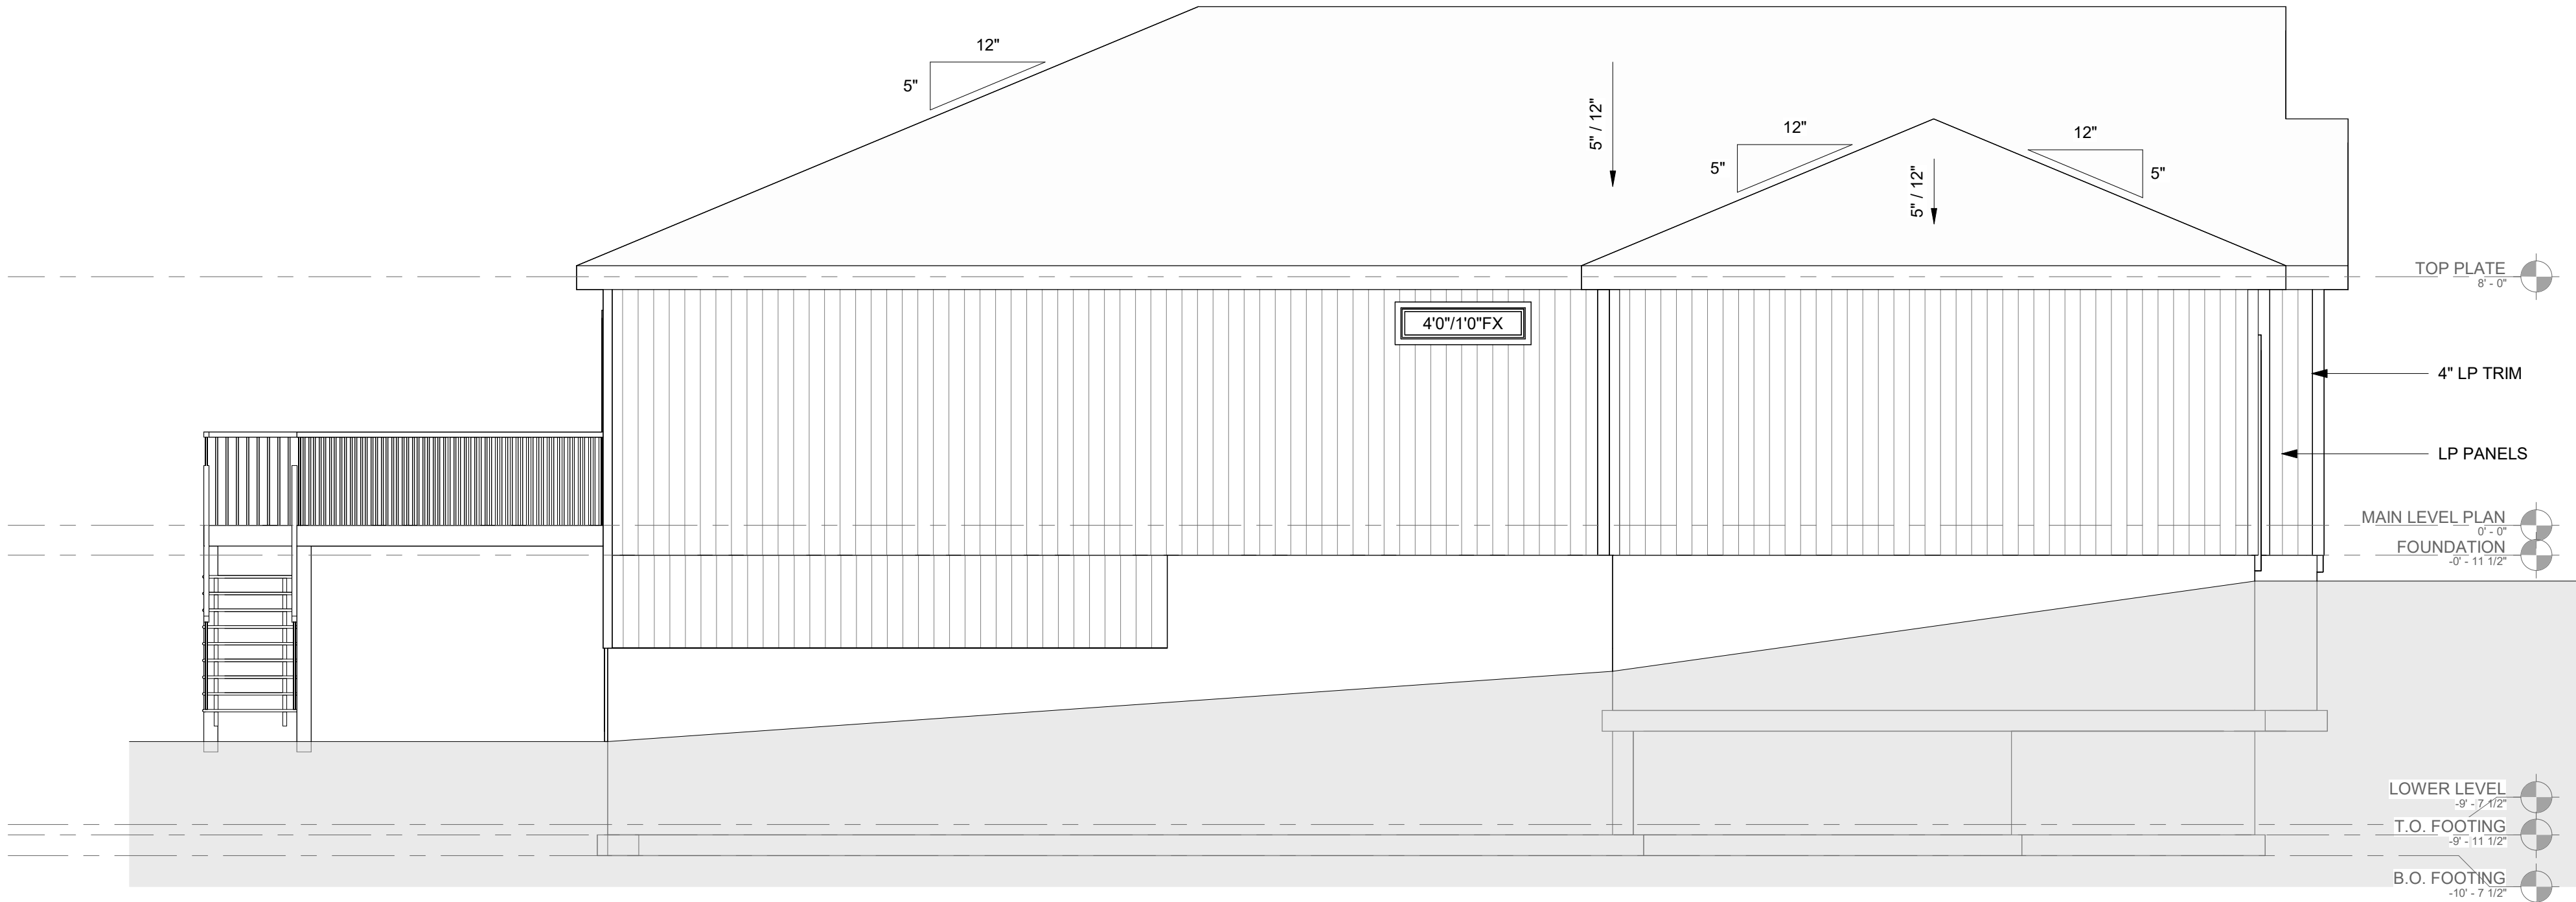 12"
5"
5" / 12"
12"
5"
5" / 12"
12"
5"
TOP PLATE
8' - 0"
4'0"/1'0"FX
4" LP TRIM
LP PANELS
MAIN LEVEL PLAN
0' - 0"
FOUNDATION
-0' - 11 1/2"
LOWER LEVEL
-9' - 7 1/2"
T.O. FOOTING
-9' - 11 1/2"
B.O. FOOTING
-10' - 7 1/2"